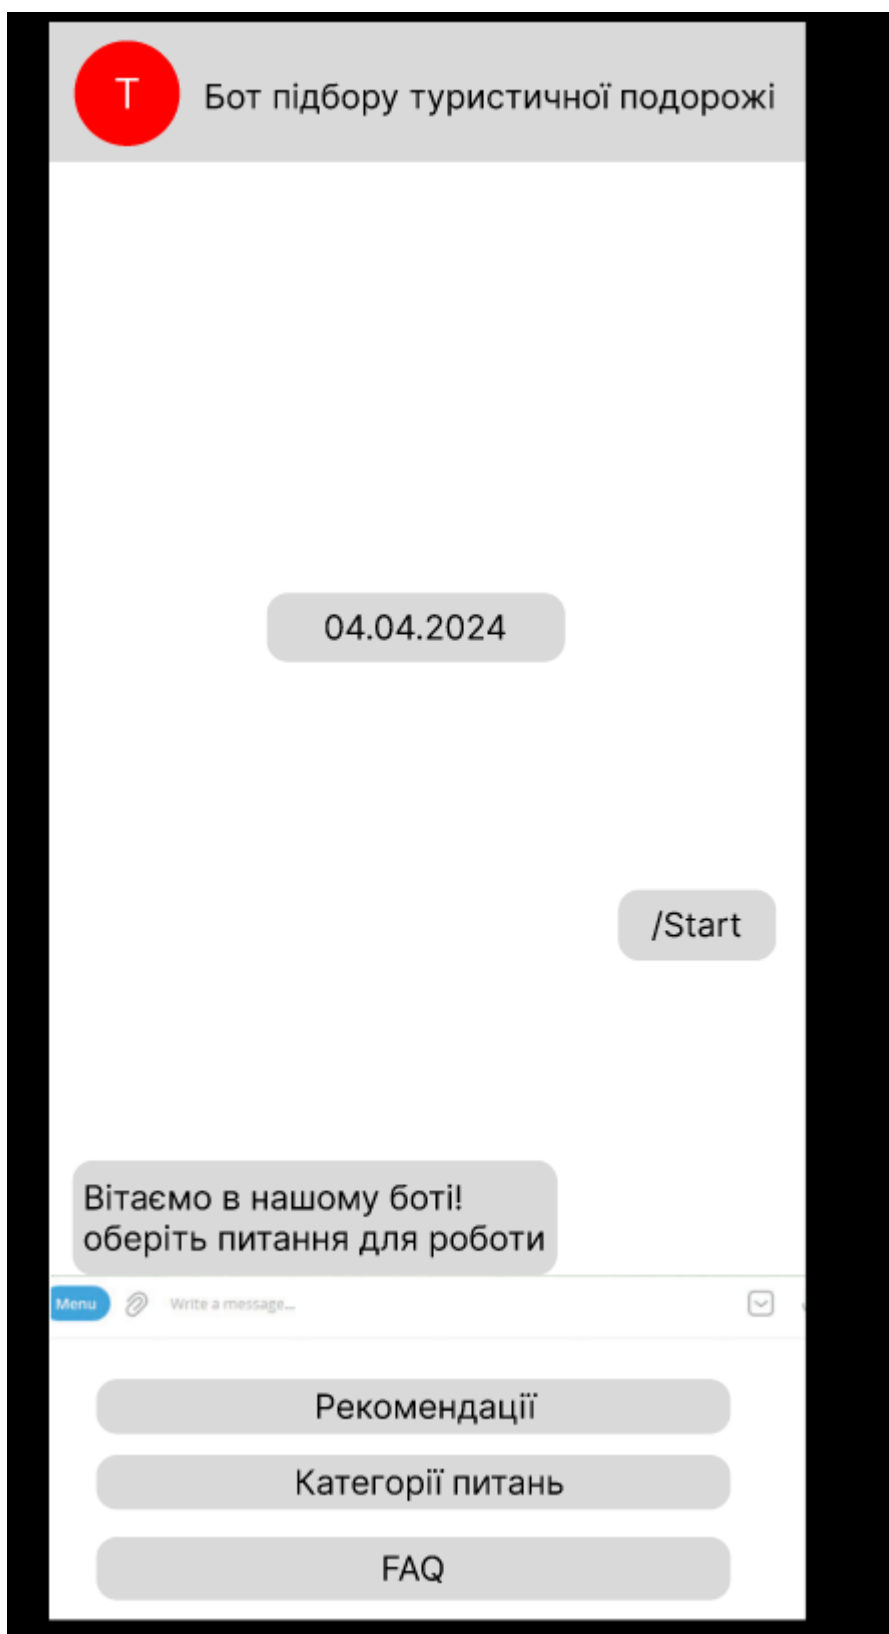 Т
Бот підбору туристичної подорожі
04.04.2024
/Start
Вітаємо в нашому боті!
оберіть питання для роботи
Menu
Write a message...
Рекомендації
Категорії питань
FAQ